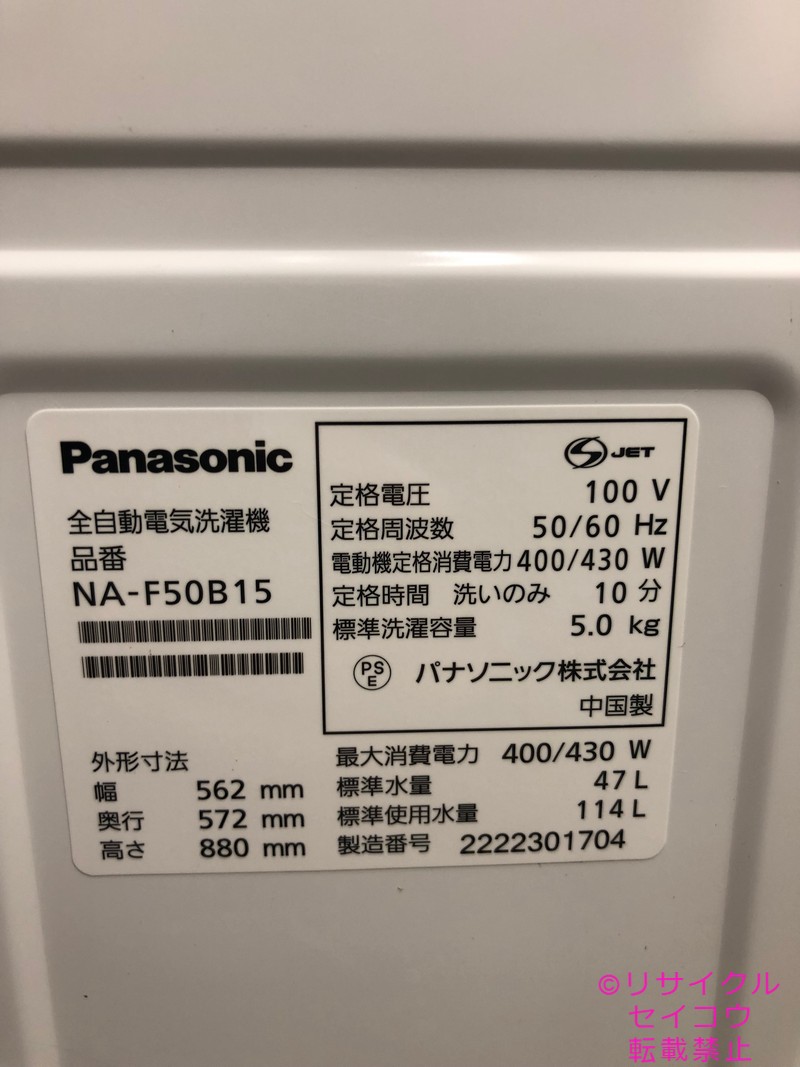 Panasonic
全自動電気洗濯機
品番
NA-F50B15
外形寸法
幅 562 mm
奥行 572 mm
高さ 880 mm
JET
定格電圧 100 V
定格周波数 50/60 Hz
電動機定格消費電力 400/430 W
定格時間 洗いのみ 10 分
標準洗濯容量 5.0 kg
PSE パナソニック株式会社
中国製
最大消費電力 400/430 W
標準水量 47 L
標準使用水量 114 L
製造番号 2222301704
©リサイクル
セイコウ
転載禁止